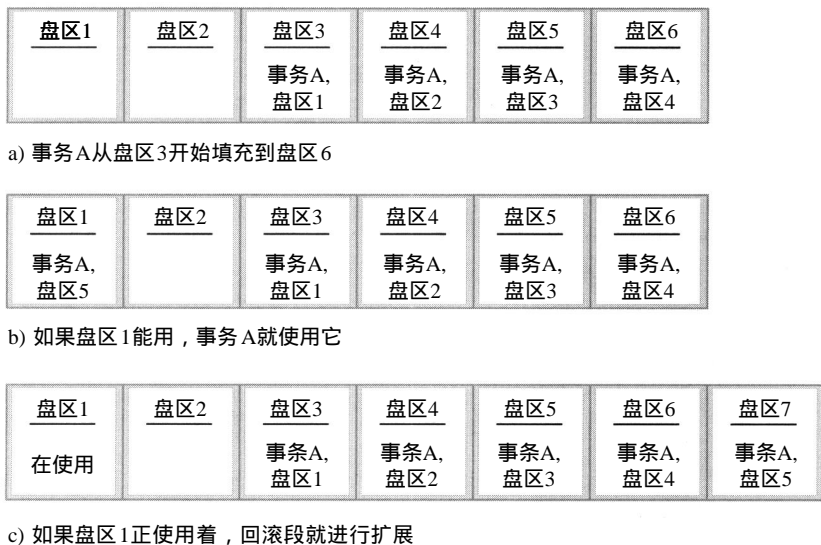 盘区1 盘区2 盘区3 盘区4 盘区5 盘区6
事务A, 事务A, 事务A, 事务A,
盘区1 盘区2 盘区3 盘区4
a) 事务A从盘区3开始填充到盘区6
盘区1 盘区2 盘区3 盘区4 盘区5 盘区6
事务A, 事务A, 事务A, 事务A, 事务A,
盘区5 盘区1 盘区2 盘区3 盘区4
b) 如果盘区1能用，事务A就使用它
盘区1 盘区2 盘区3 盘区4 盘区5 盘区6 盘区7
在使用 事条A, 事条A, 事条A, 事条A, 事条A,
盘区1 盘区2 盘区3 盘区4 盘区5
c) 如果盘区1正使用着，回滚段就进行扩展